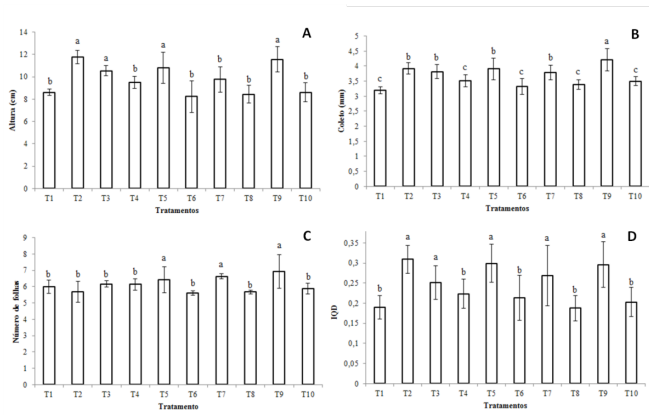 A
Altura (cm)
14
12
10
8
6
4
2
0
b a a b a b b b a b
T1 T2 T3 T4 T5 T6 T7 T8 T9 T10
Tratamentos
B
Coleto (mm)
5
4,5
4
3,5
3
2,5
2
1,5
1
0,5
0
c b b c b c b c a c
T1 T2 T3 T4 T5 T6 T7 T8 T9 T10
Tratamentos
C
Número de folhas
9
8
7
6
5
4
3
2
1
0
b b b b a b a b a b
T1 T2 T3 T4 T5 T6 T7 T8 T9 T10
Tratamento
D
IQD
0,35
0,3
0,25
0,2
0,15
0,1
0,05
0
b a a b a b a b a b
T1 T2 T3 T4 T5 T6 T7 T8 T9 T10
Tratamentos